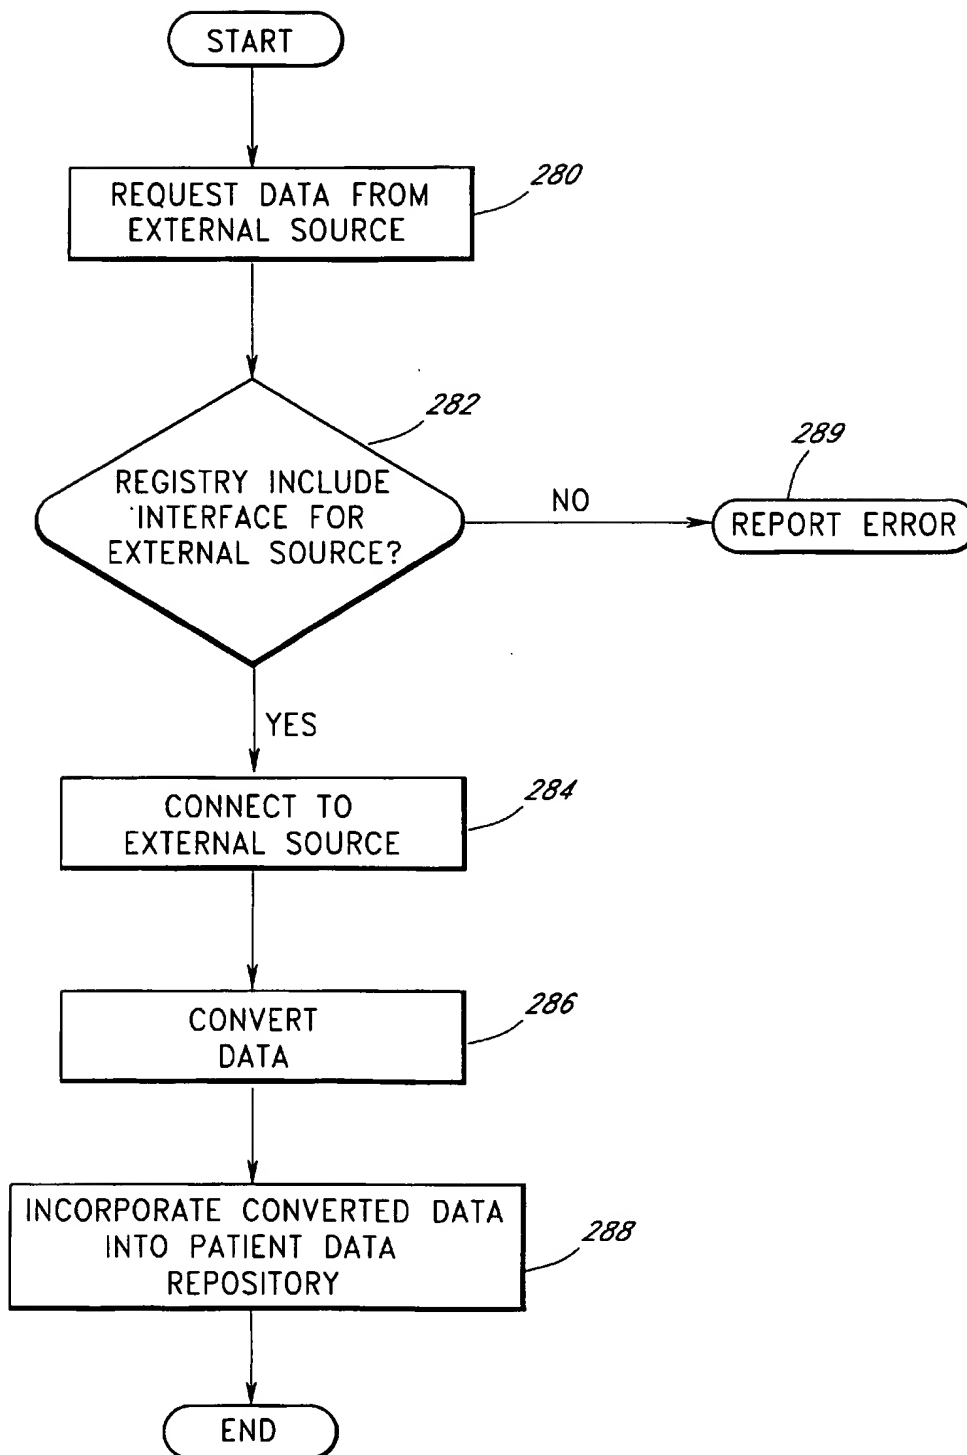 START
REQUEST DATA FROM
EXTERNAL SOURCE
280
282
REGISTRY INCLUDE
INTERFACE FOR
EXTERNAL SOURCE?
NO
289
REPORT ERROR
YES
CONNECT TO
EXTERNAL SOURCE
284
CONVERT
DATA
286
INCORPORATE CONVERTED DATA
INTO PATIENT DATA
REPOSITORY
288
END